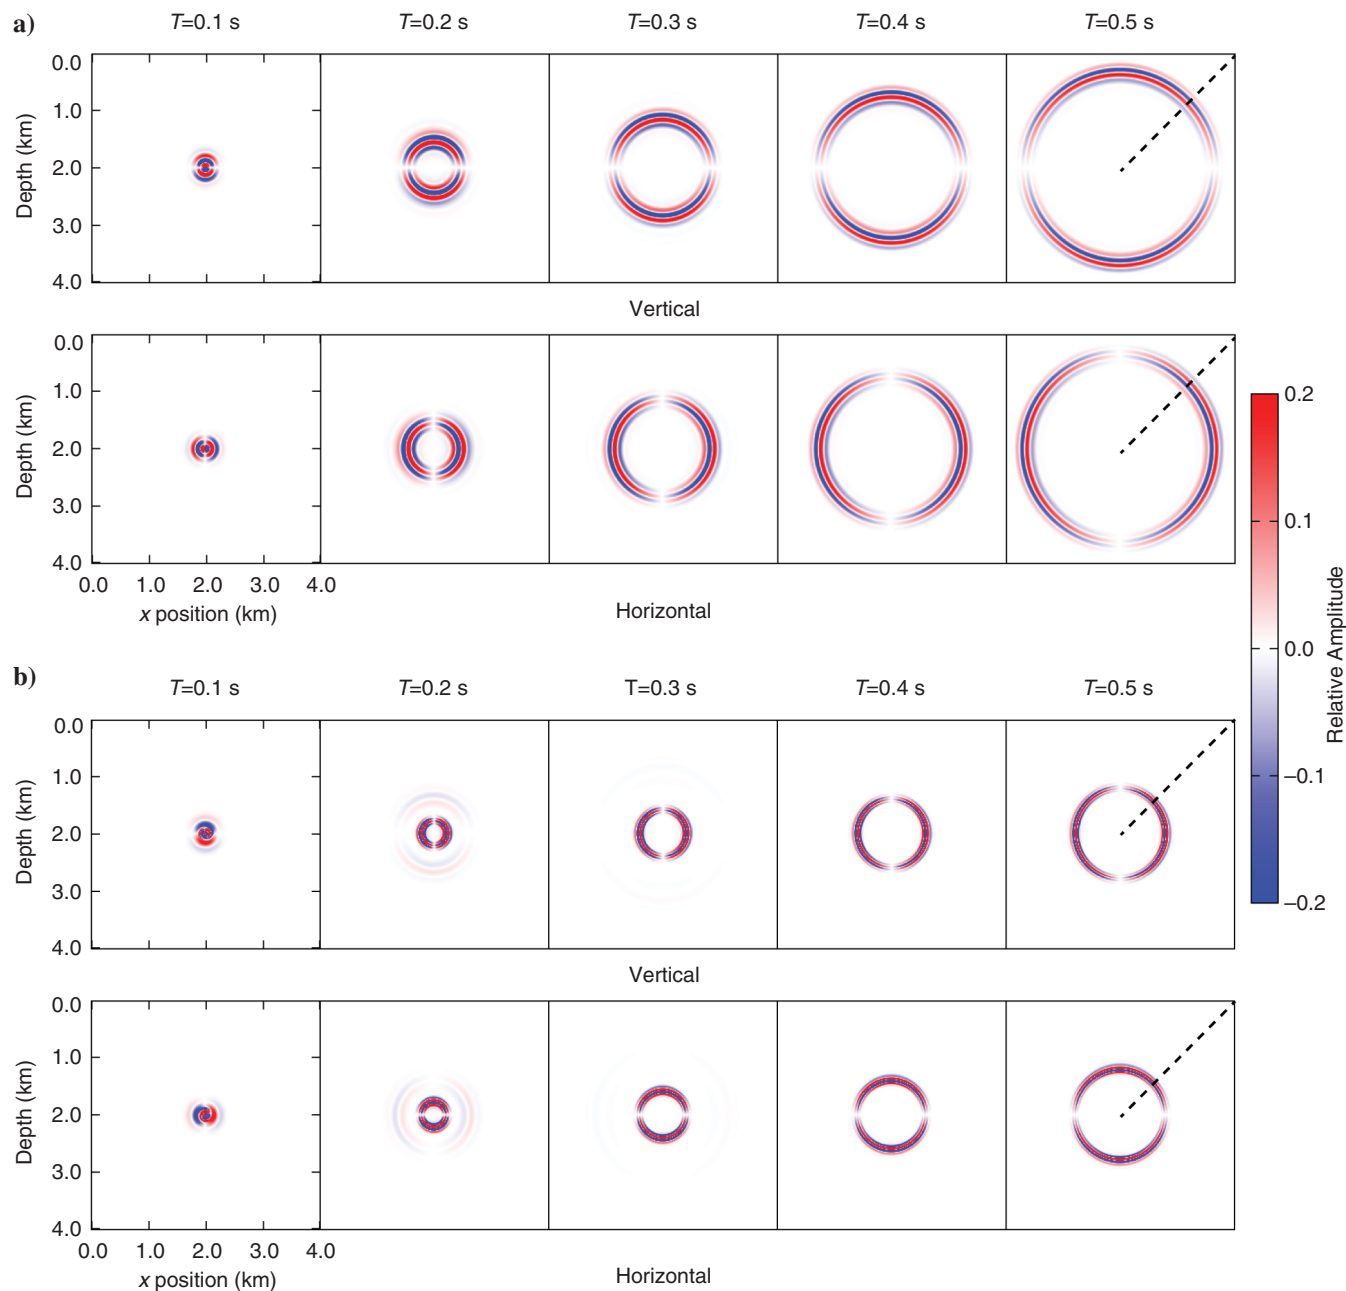 a)
T=0.1 s T=0.2 s T=0.3 s T=0.4 s T=0.5 s
0.0
1.0
2.0
3.0
4.0
Depth (km)
Vertical
0.0
1.0
2.0
3.0
4.0
Depth (km)
0.0 1.0 2.0 3.0 4.0
x position (km)
Horizontal
0.2
0.1
0.0
–0.1
–0.2
Relative Amplitude
b)
T=0.1 s T=0.2 s T=0.3 s T=0.4 s T=0.5 s
0.0
1.0
2.0
3.0
4.0
Depth (km)
Vertical
0.0
1.0
2.0
3.0
4.0
Depth (km)
0.0 1.0 2.0 3.0 4.0
x position (km)
Horizontal